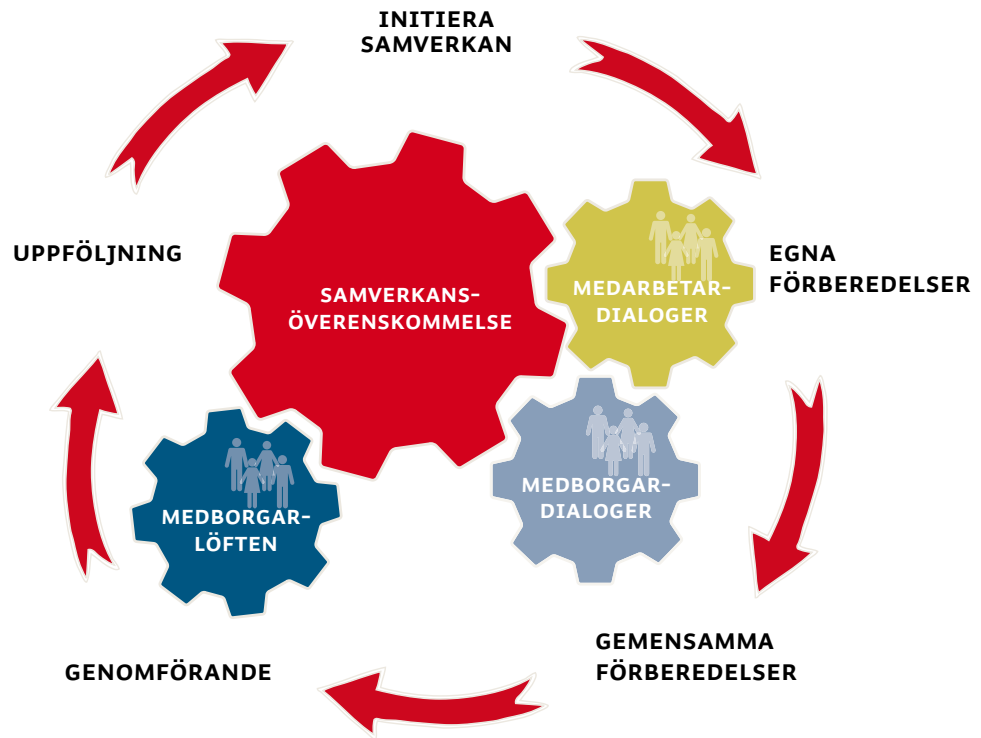 INITIERA
SAMVERKAN
UPPFÖLJNING
EGNA
FÖRBEREDELSER
SAMVERKANS-
ÖVERENSKOMMELSE
MEDARBETAR-
DIALOGER
MEDBORGAR-
DIALOGER
MEDBORGAR-
LÖFTEN
GEMENSAMMA
FÖRBEREDELSER
GENOMFÖRANDE